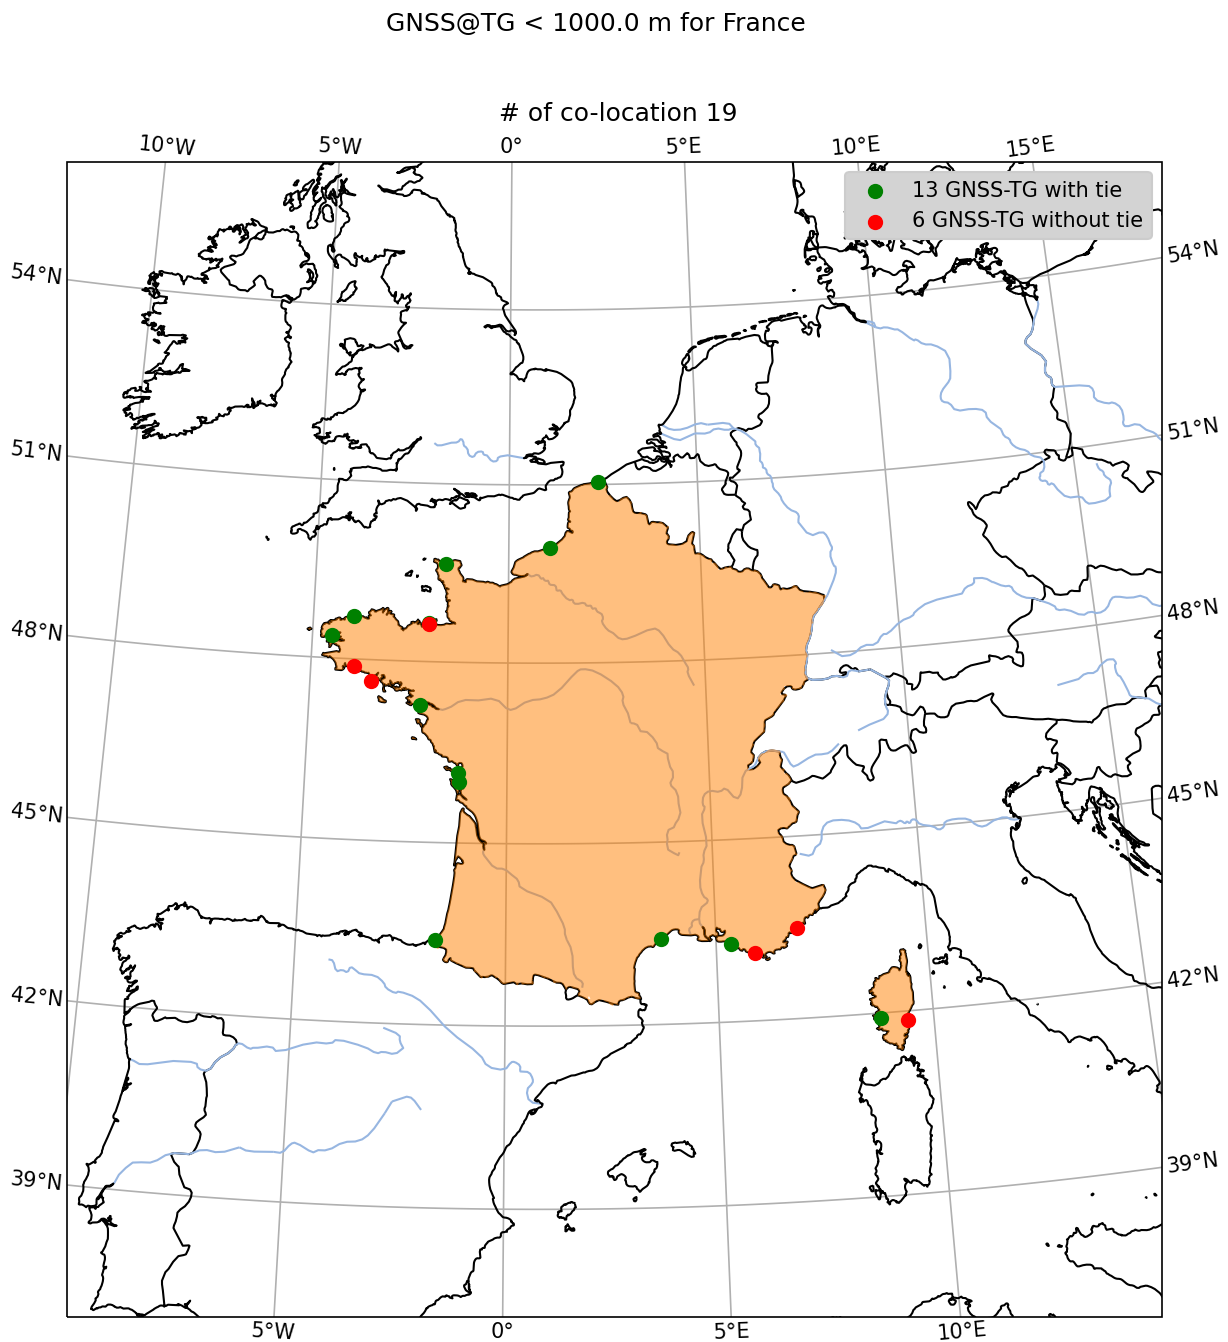 GNSS@TG < 1000.0 m for France
# of co-location 19
10°W 5°W 0° 5°E 10°E 15°E
13 GNSS-TG with tie
6 GNSS-TG without tie
54°N 54°N
51°N 51°N
48°N 48°N
45°N 45°N
42°N 42°N
39°N 39°N
5°W 0° 5°E 10°E